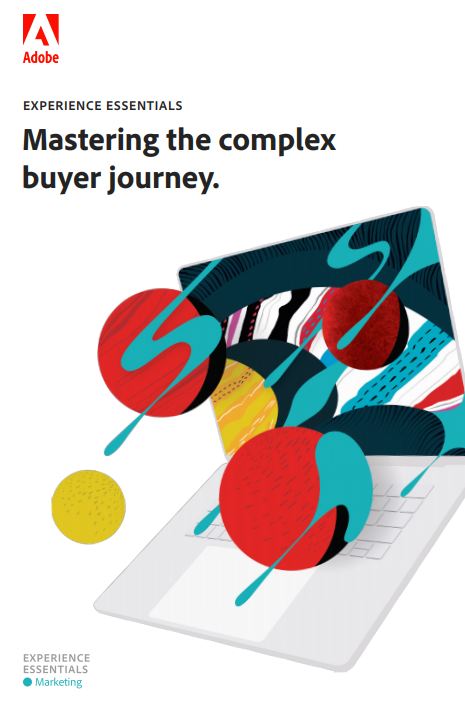 Adobe
EXPERIENCE ESSENTIALS
Mastering the complex
buyer journey.
EXPERIENCE
ESSENTIALS
Marketing